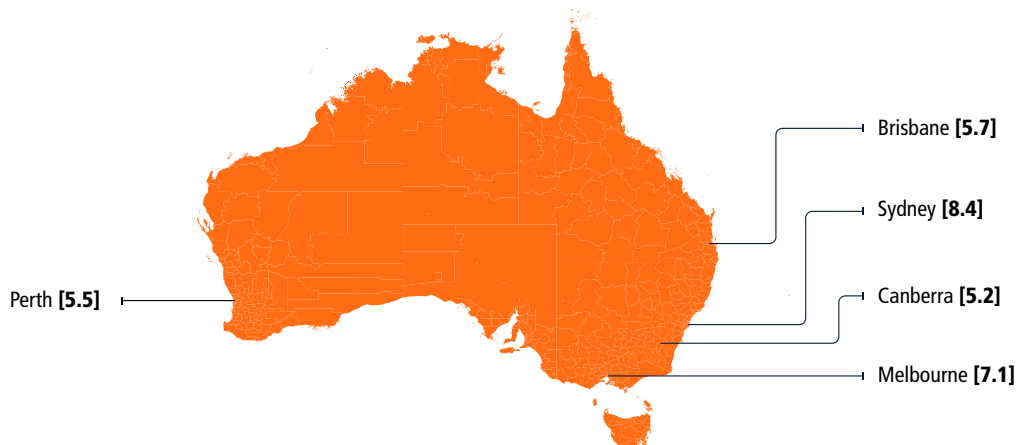 Brisbane [5.7]
Sydney [8.4]
Perth [5.5]
Canberra [5.2]
Melbourne [7.1]